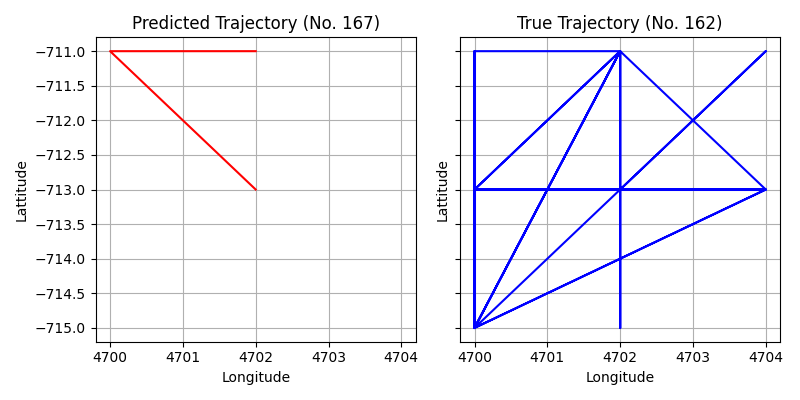 Predicted Trajectory (No. 167)
True Trajectory (No. 162)
−711.0
−711.5
−712.0
−712.5
−713.0
−713.5
−714.0
−714.5
−715.0
Lattitude
Lattitude
4700 4701 4702 4703 4704
4700 4701 4702 4703 4704
Longitude
Longitude